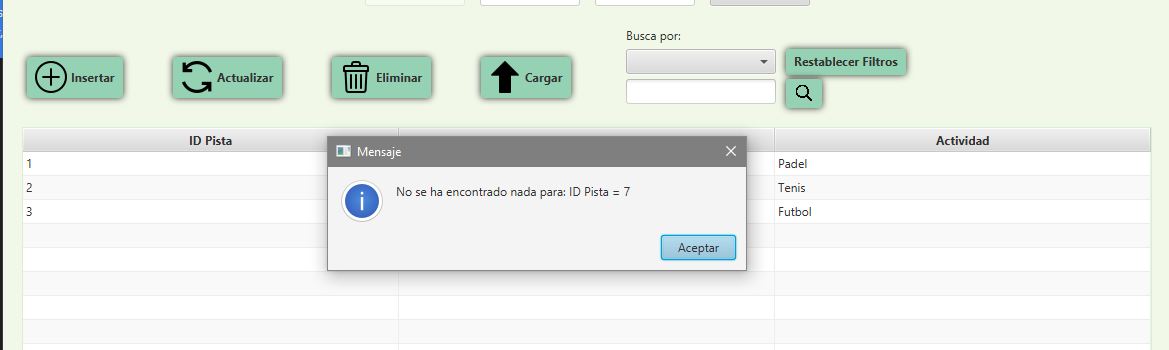 Busca por:
Insertar
Actualizar
Eliminar
Cargar
Restablecer Filtros
ID Pista
Actividad
Mensaje
No se ha encontrado nada para: ID Pista = 7
Aceptar
1
Padel
2
Tenis
3
Futbol